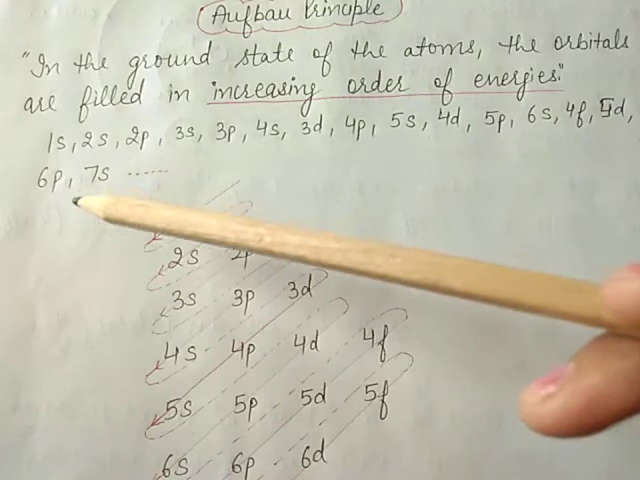 Aufbau Principle
"In the ground state of the atoms, the orbitals
are filled in increasing order of energies."
1s, 2s, 2p, 3s, 3p, 4s, 3d, 4p, 5s, 4d, 5p, 6s, 4f, 5d,
6p, 7s ......
2s 2p
3s 3p 3d
4s 4p 4d 4f
5s 5p 5d 5f
6s 6p 6d